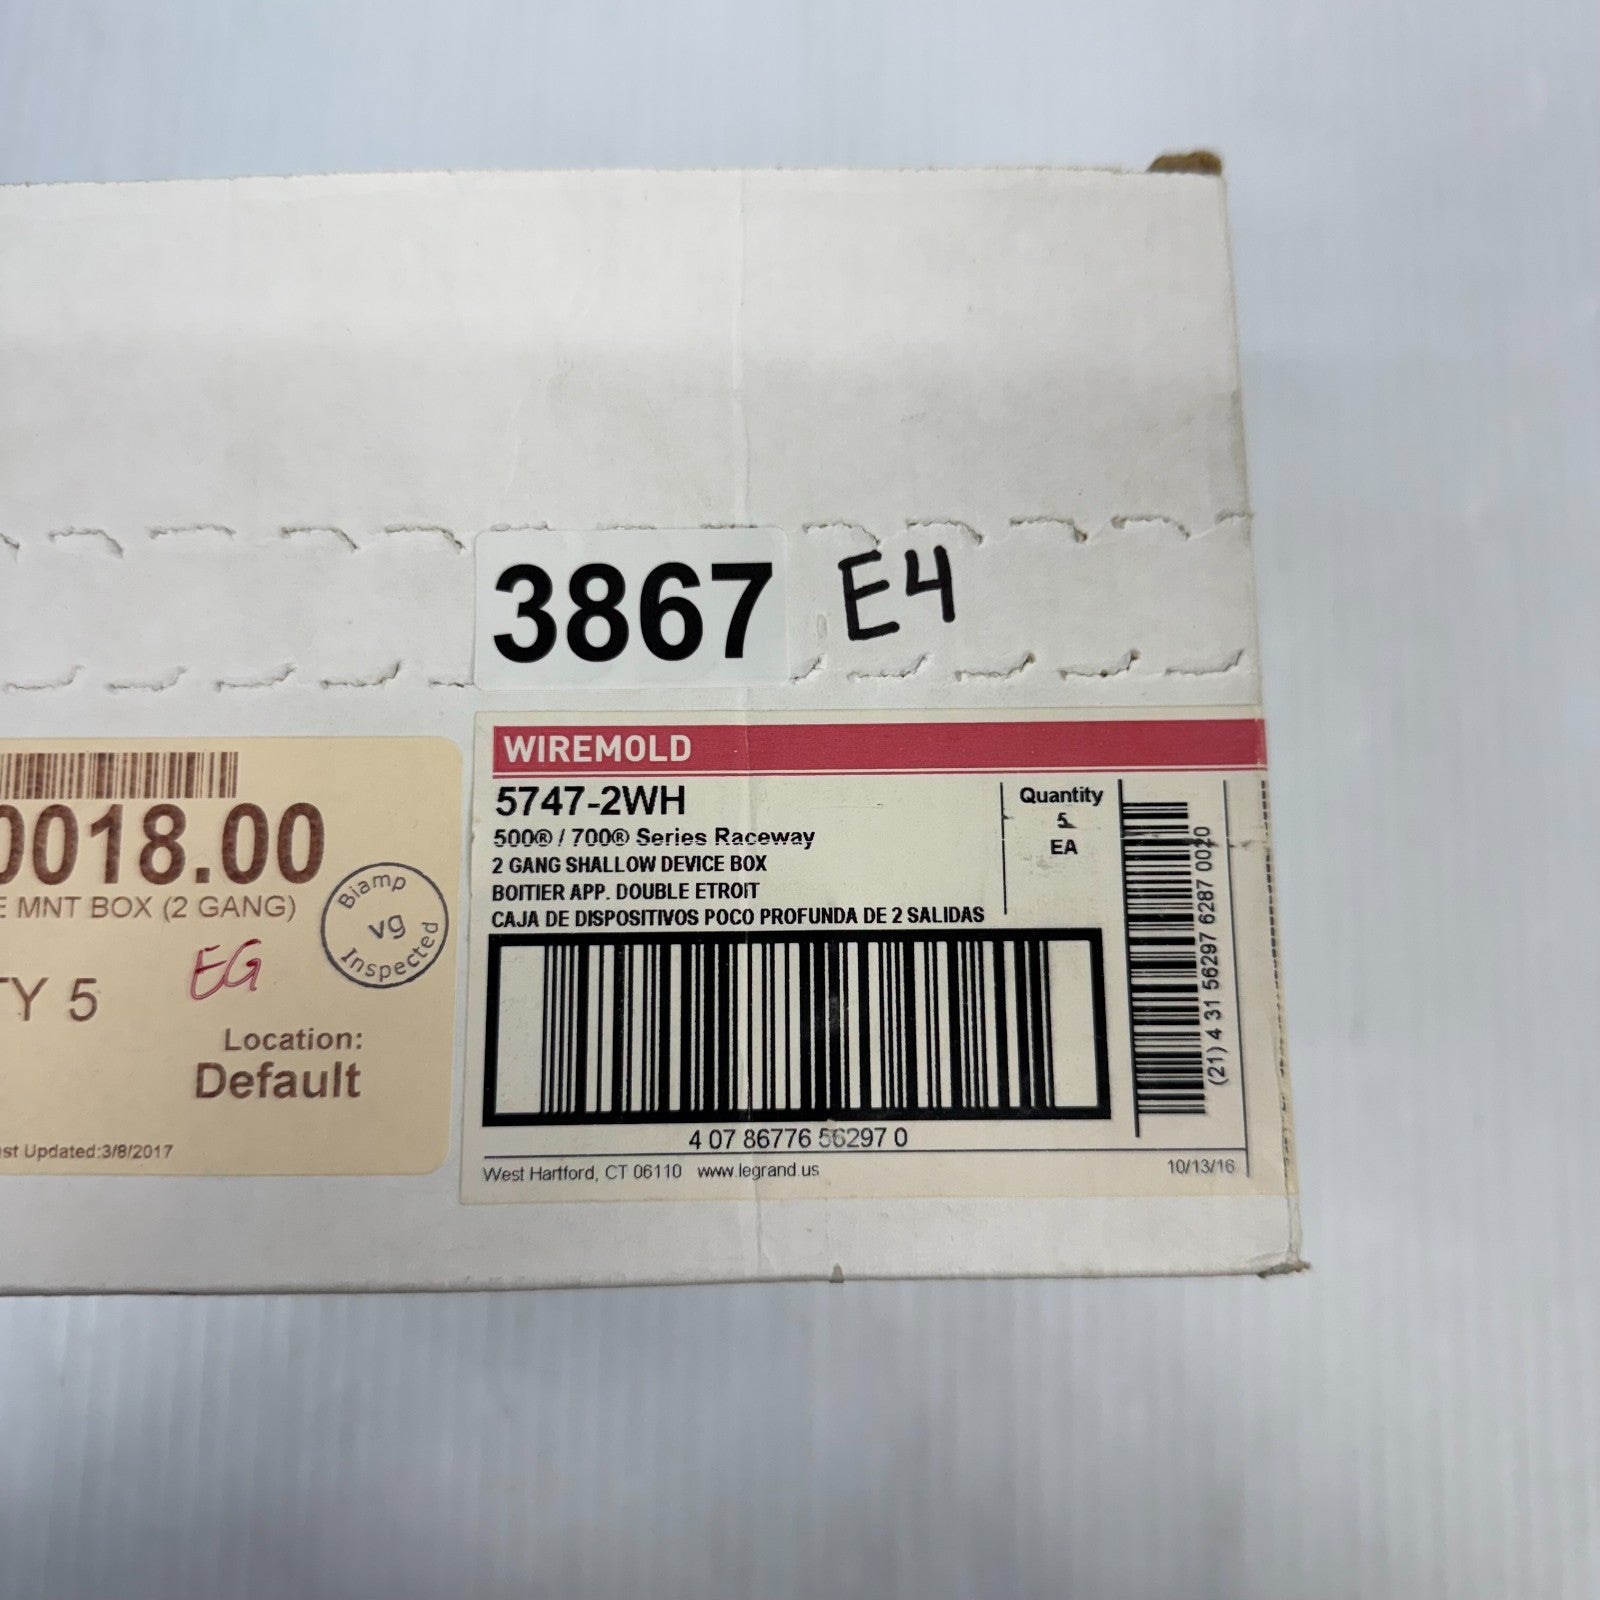 3867 E4
0018.00
E MNT BOX (2 GANG)
EG
Biamp
vg
Inspected
TY 5
Location:
Default
st Updated:3/8/2017
WIREMOLD
5747-2WH
500® / 700® Series Raceway
2 GANG SHALLOW DEVICE BOX
BOITIER APP. DOUBLE ETROIT
CAJA DE DISPOSITIVOS POCO PROFUNDA DE 2 SALIDAS
Quantity
5
EA
4 07 86776 56297 0
(21) 4 31 56297 6287 0020
West Hartford, CT 06110 www.legrand.us
10/13/16